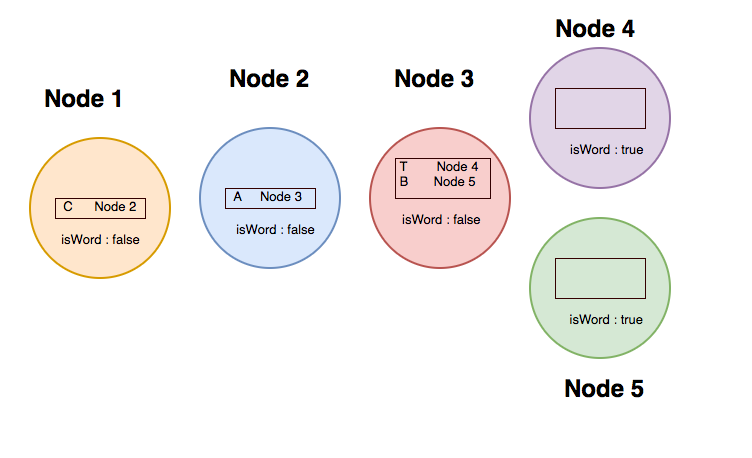 Node 1
C Node 2
isWord : false
Node 2
A Node 3
isWord : false
Node 3
T Node 4
B Node 5
isWord : false
Node 4
isWord : true
isWord : true
Node 5